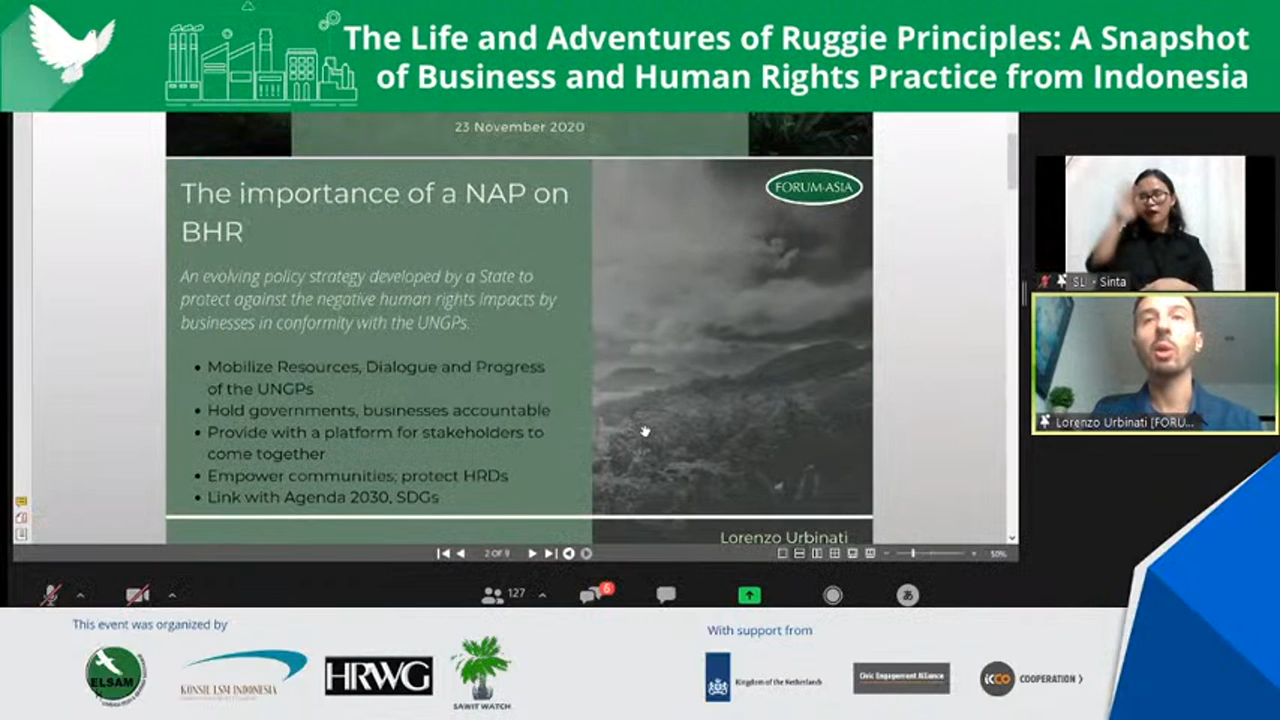 The Life and Adventures of Ruggie Principles: A Snapshot
of Business and Human Rights Practice from Indonesia
23 November 2020
The importance of a NAP on
BHR
FORUM-ASIA
An evolving policy strategy developed by a State to
protect against the negative human rights impacts by
businesses in conformity with the UNGPs.
• Mobilize Resources, Dialogue and Progress
of the UNGPs
• Hold governments, businesses accountable
• Provide with a platform for stakeholders to
come together
• Empower communities; protect HRDs
• Link with Agenda 2030, SDGs
Lorenzo Urbinati
2 OF 9
50%
SL - Sinta
Lorenzo Urbinati [FORU...
127
6
This event was organized by
ELSAM
KONSIL LSM INDONESIA
HRWG
SAWIT WATCH
With support from
Kingdom of the Netherlands
Civic Engagement Alliance
icco COOPERATION